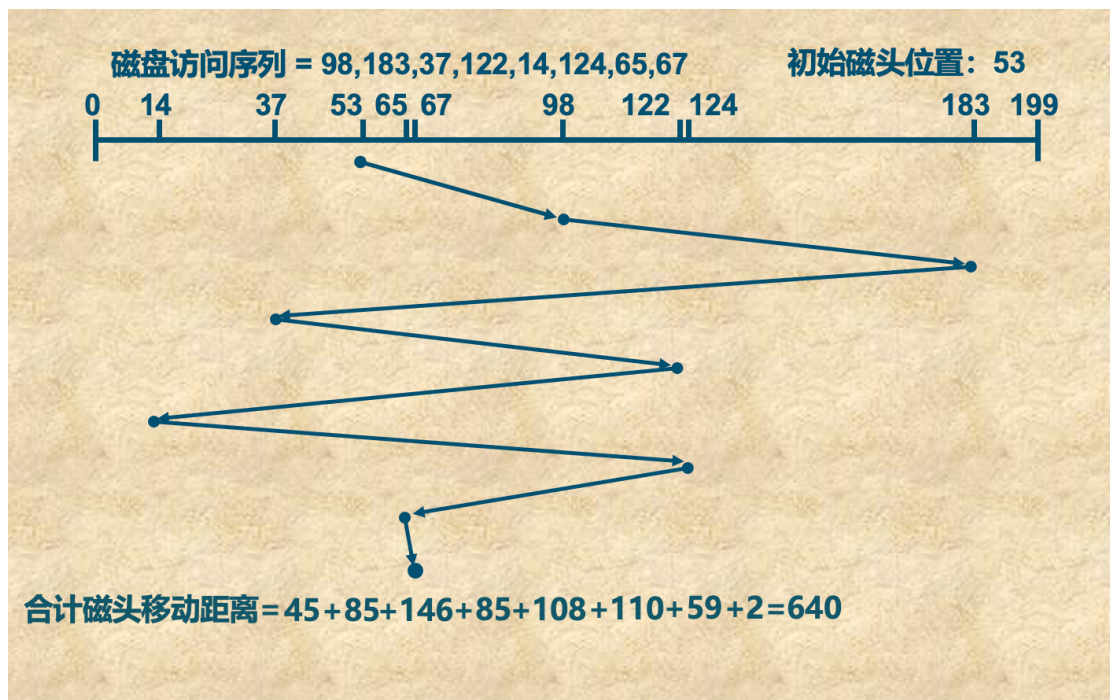 磁盘访问序列 = 98,183,37,122,14,124,65,67 初始磁头位置：53
0 14 37 53 65 67 98 122 124 183 199
合计磁头移动距离=45+85+146+85+108+110+59+2=640